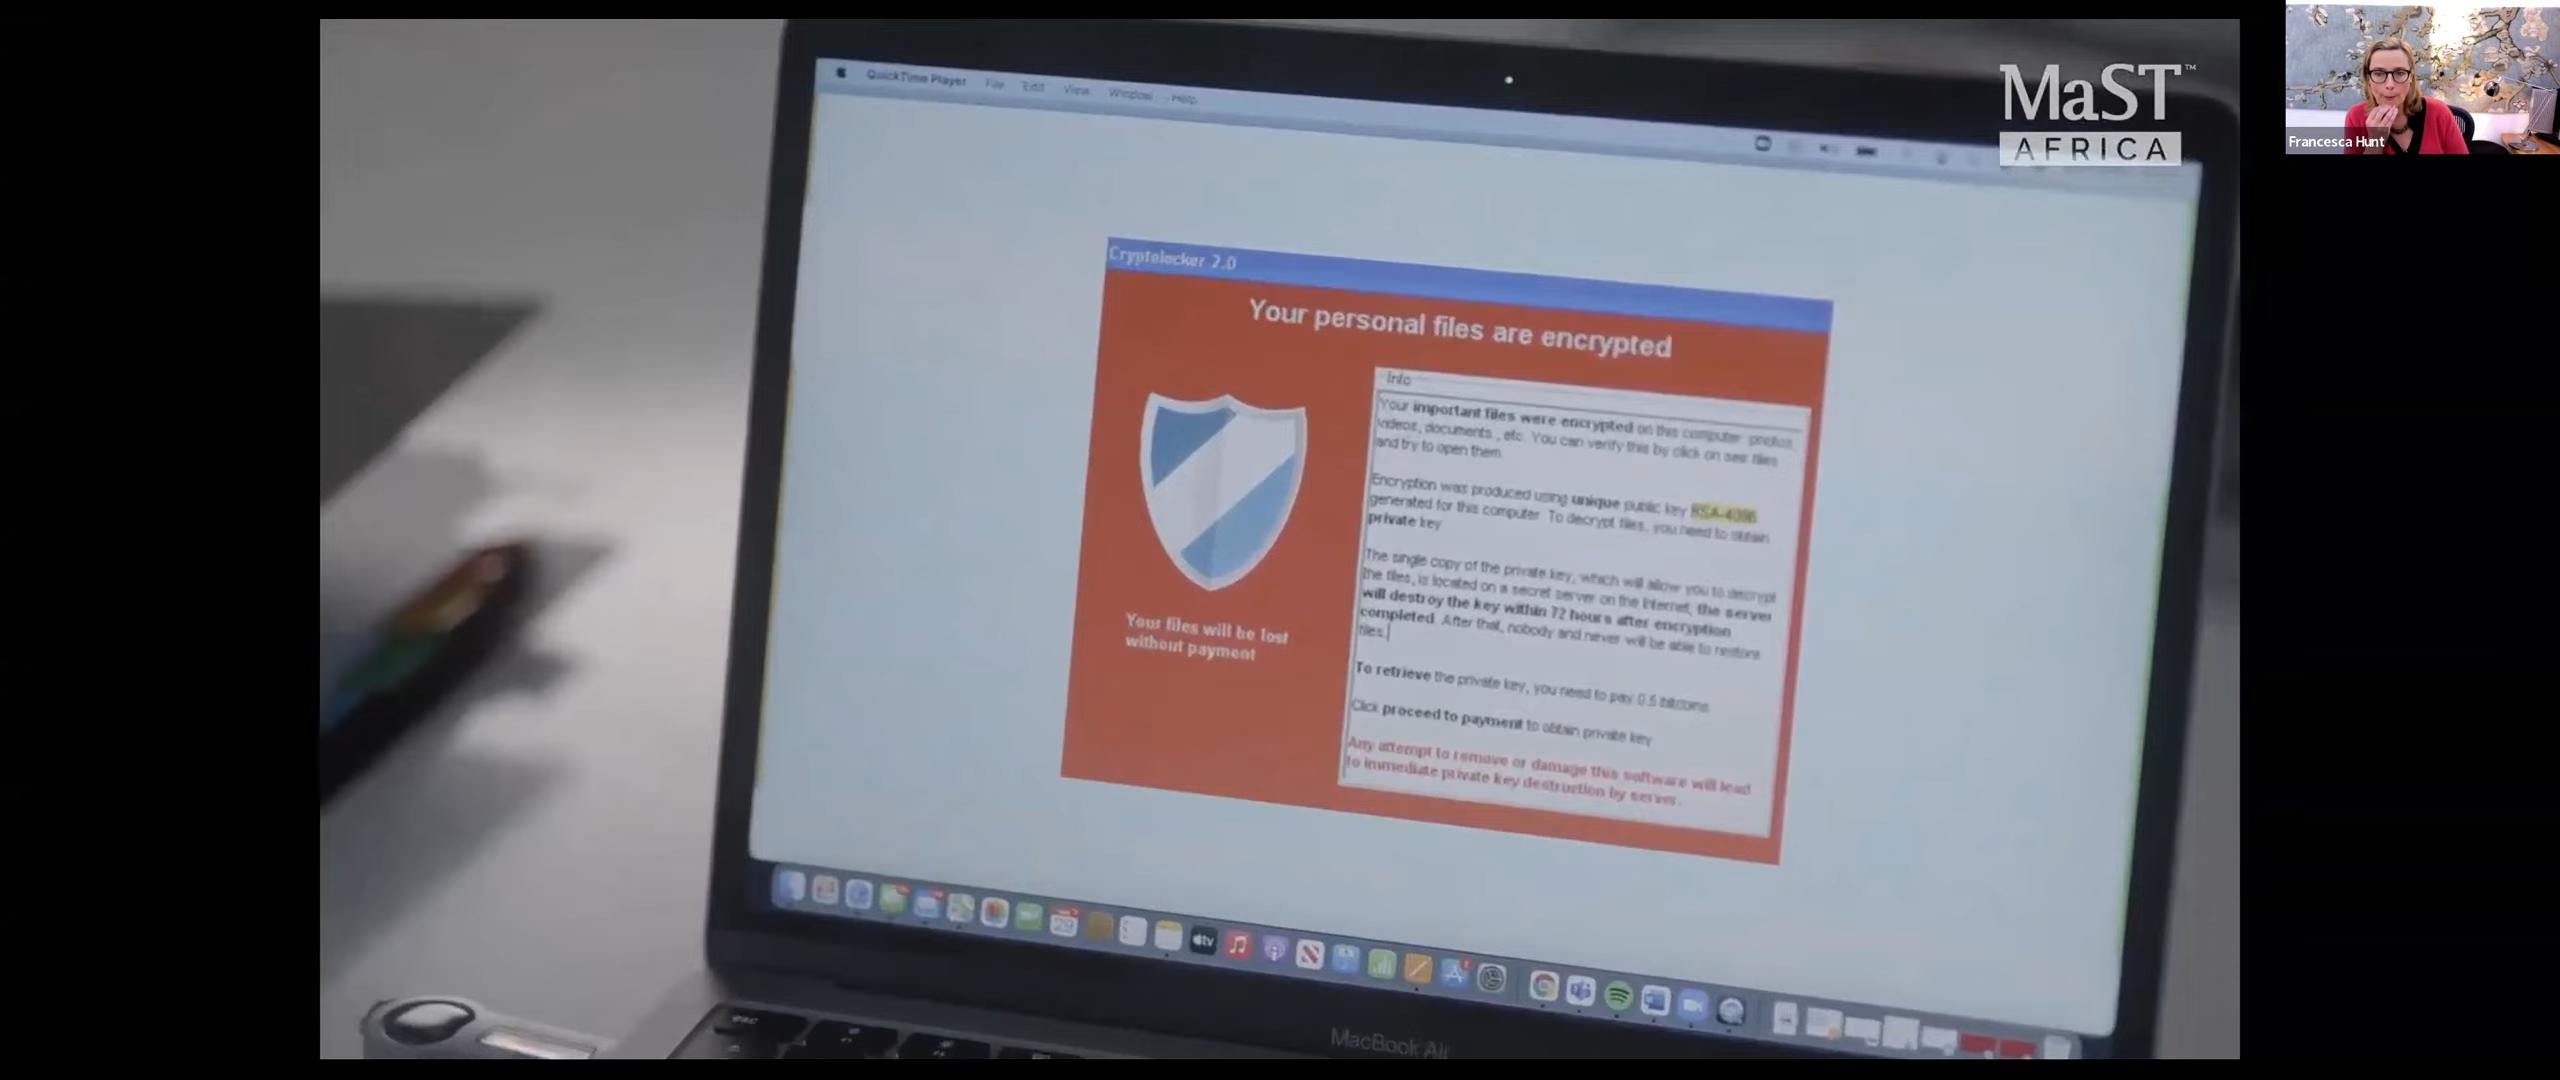 QuickTime Player File Edit View Window Help
MaST™
AFRICA
Francesca Hunt
Cryptolocker 2.0
Your personal files are encrypted
Info
Your important files were encrypted on this computer: photos,
videos, documents , etc. You can verify this by click on see files
and try to open them.
Encryption was produced using unique public key RSA-4096
generated for this computer. To decrypt files, you need to obtain
private key
The single copy of the private key, which will allow you to decrypt
the files, is located on a secret server on the Internet; the server
will destroy the key within 72 hours after encryption
completed. After that, nobody and never will be able to restore
files.
To retrieve the private key, you need to pay 0.5 bitcoins
Click proceed to payment to obtain private key
Any attempt to remove or damage this software will lead
to immediate private key destruction by server.
Your files will be lost
without payment
29
tv
esc
MacBook Air